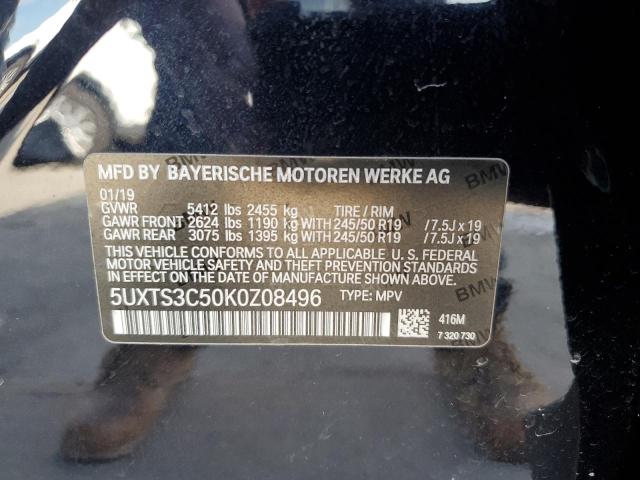 MFD BY BAYERISCHE MOTOREN WERKE AG
01/19
GVWR 5412 lbs 2455 kg TIRE / RIM
GAWR FRONT 2624 lbs 1190 kg WITH 245/50 R19 /7.5J x 19
GAWR REAR 3075 lbs 1395 kg WITH 245/50 R19 /7.5J x 19
THIS VEHICLE CONFORMS TO ALL APPLICABLE U. S. FEDERAL
MOTOR VEHICLE SAFETY, BUMPER, AND THEFT PREVENTION STANDARDS
IN EFFECT ON THE DATE OF MANUFACTURE SHOWN ABOVE.
5UXTS3C50K0Z08496 TYPE: MPV
416M
7 320 730